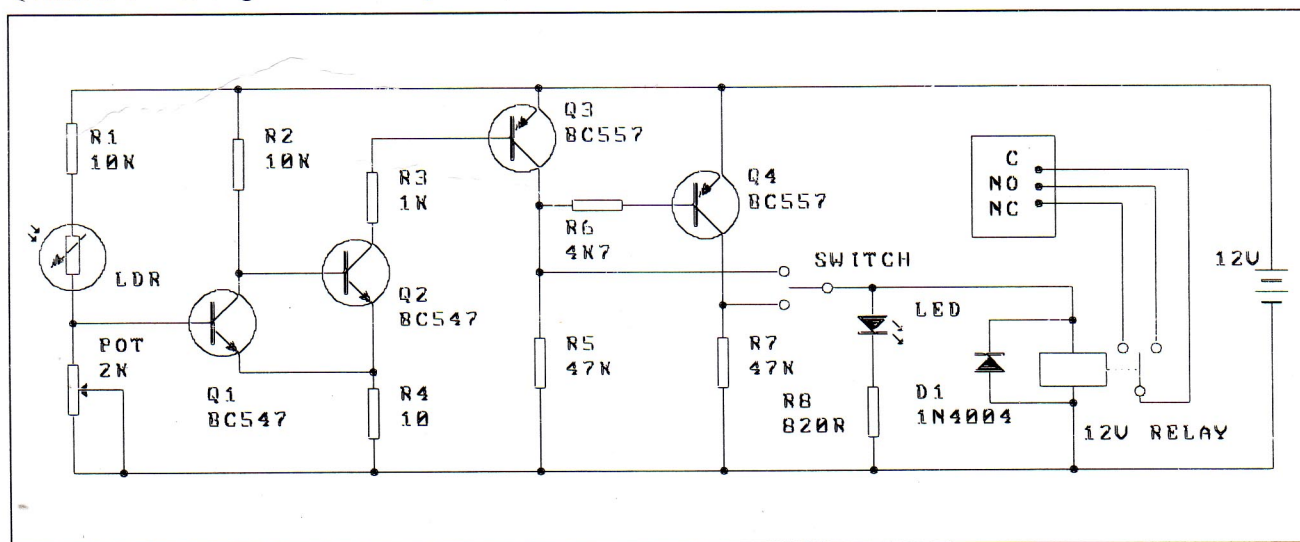 R1
10K
LDR
POT
2K
R2
10K
Q1
BC547
R3
1K
Q2
BC547
R4
10
Q3
BC557
R6
4K7
R5
47K
Q4
BC557
R7
47K
SWITCH
LED
R8
820R
D1
1N4004
C
NO
NC
12V RELAY
12V